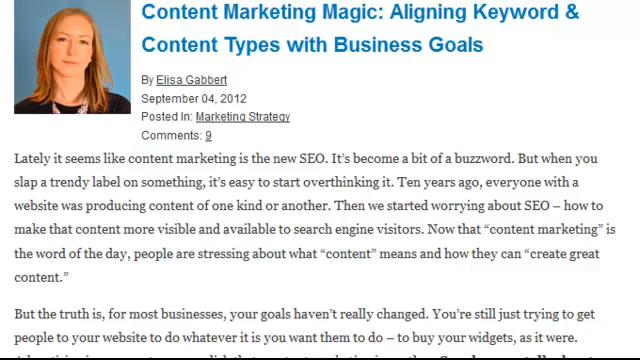 Content Marketing Magic: Aligning Keyword &
Content Types with Business Goals
By Elisa Gabbert
September 04, 2012
Posted In: Marketing Strategy
Comments: 9
Lately it seems like content marketing is the new SEO. It's become a bit of a buzzword. But when you
slap a trendy label on something, it's easy to start overthinking it. Ten years ago, everyone with a
website was producing content of one kind or another. Then we started worrying about SEO – how to
make that content more visible and available to search engine visitors. Now that “content marketing” is
the word of the day, people are stressing about what “content” means and how they can “create great
content.”
But the truth is, for most businesses, your goals haven't really changed. You're still just trying to get
people to your website to do whatever it is you want them to do – to buy your widgets, as it were.